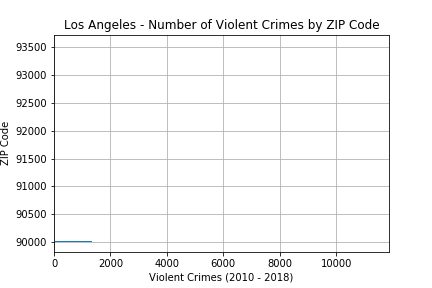 Los Angeles - Number of Violent Crimes by ZIP Code
93500
93000
92500
92000
91500
91000
90500
90000
ZIP Code
0 2000 4000 6000 8000 10000
Violent Crimes (2010 - 2018)